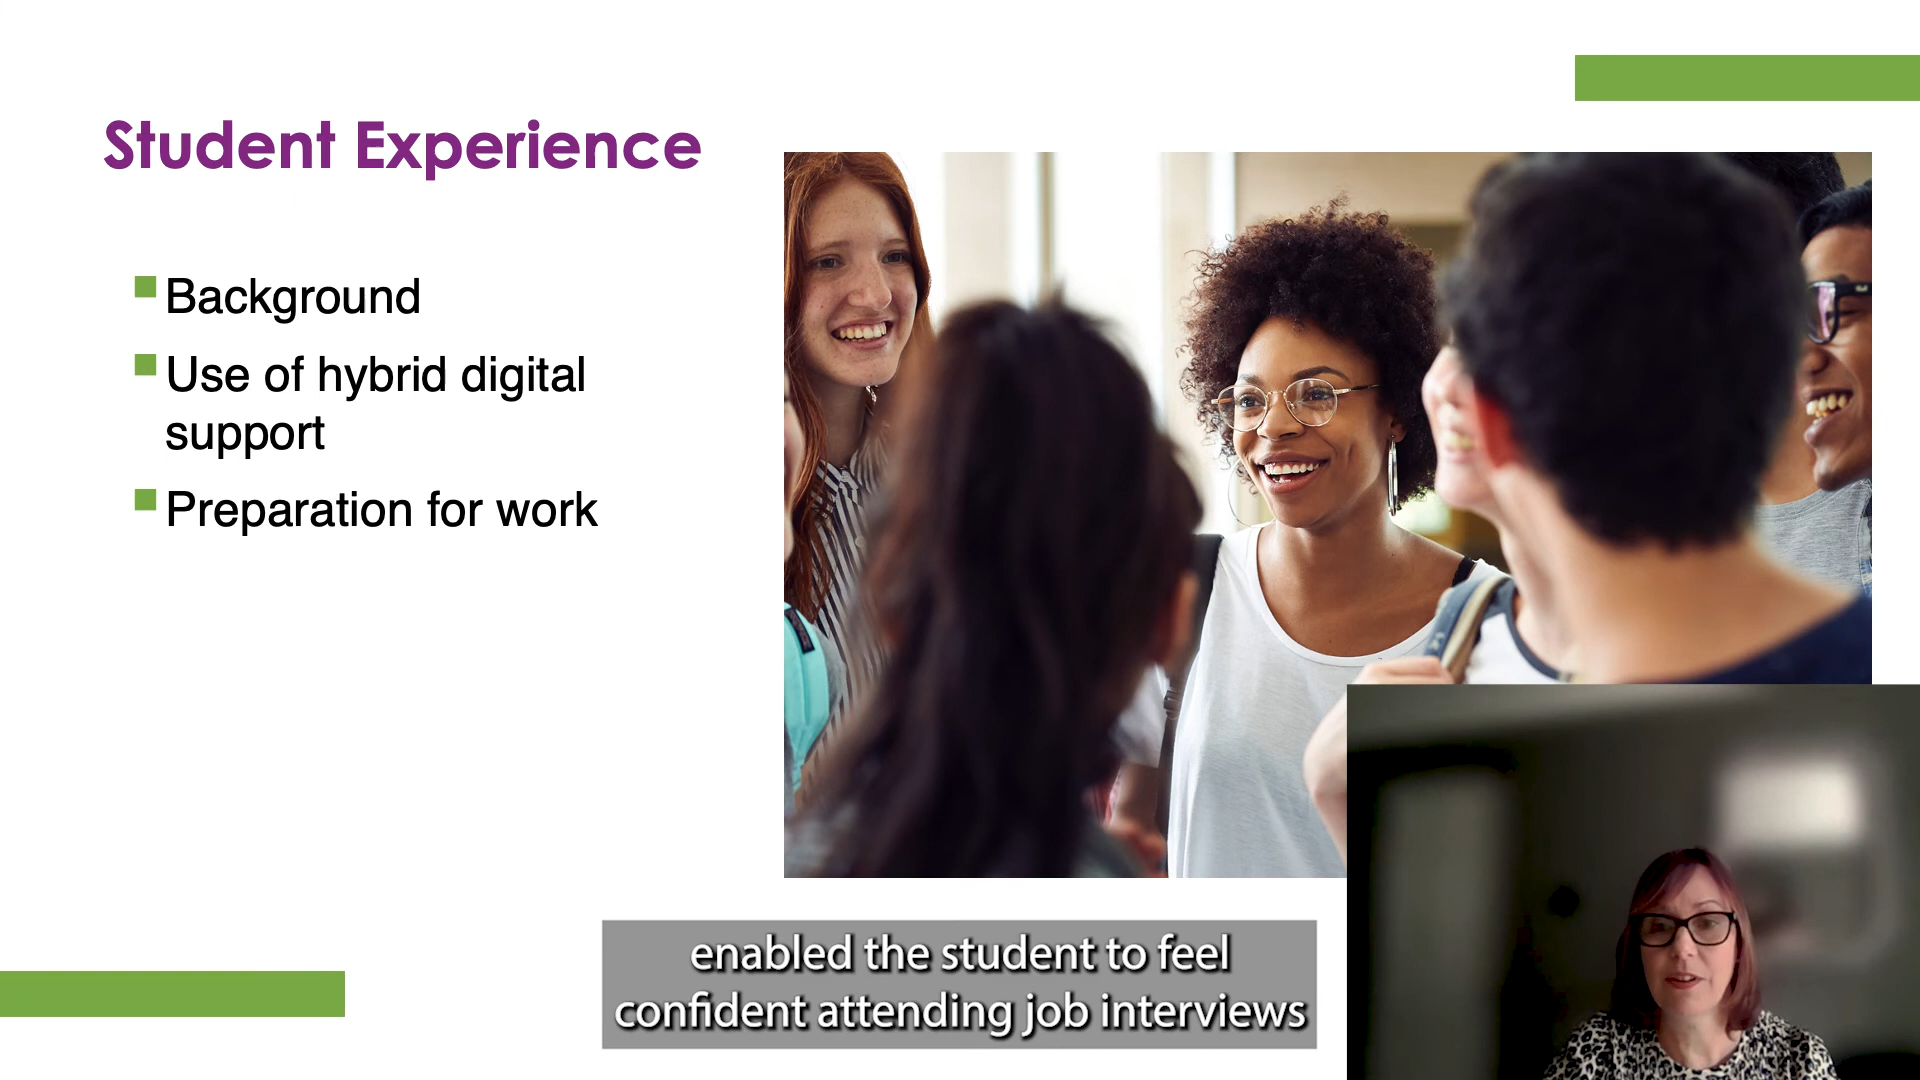 Student Experience
Background
Use of hybrid digital
support
Preparation for work
enabled the student to feel
confident attending job interviews